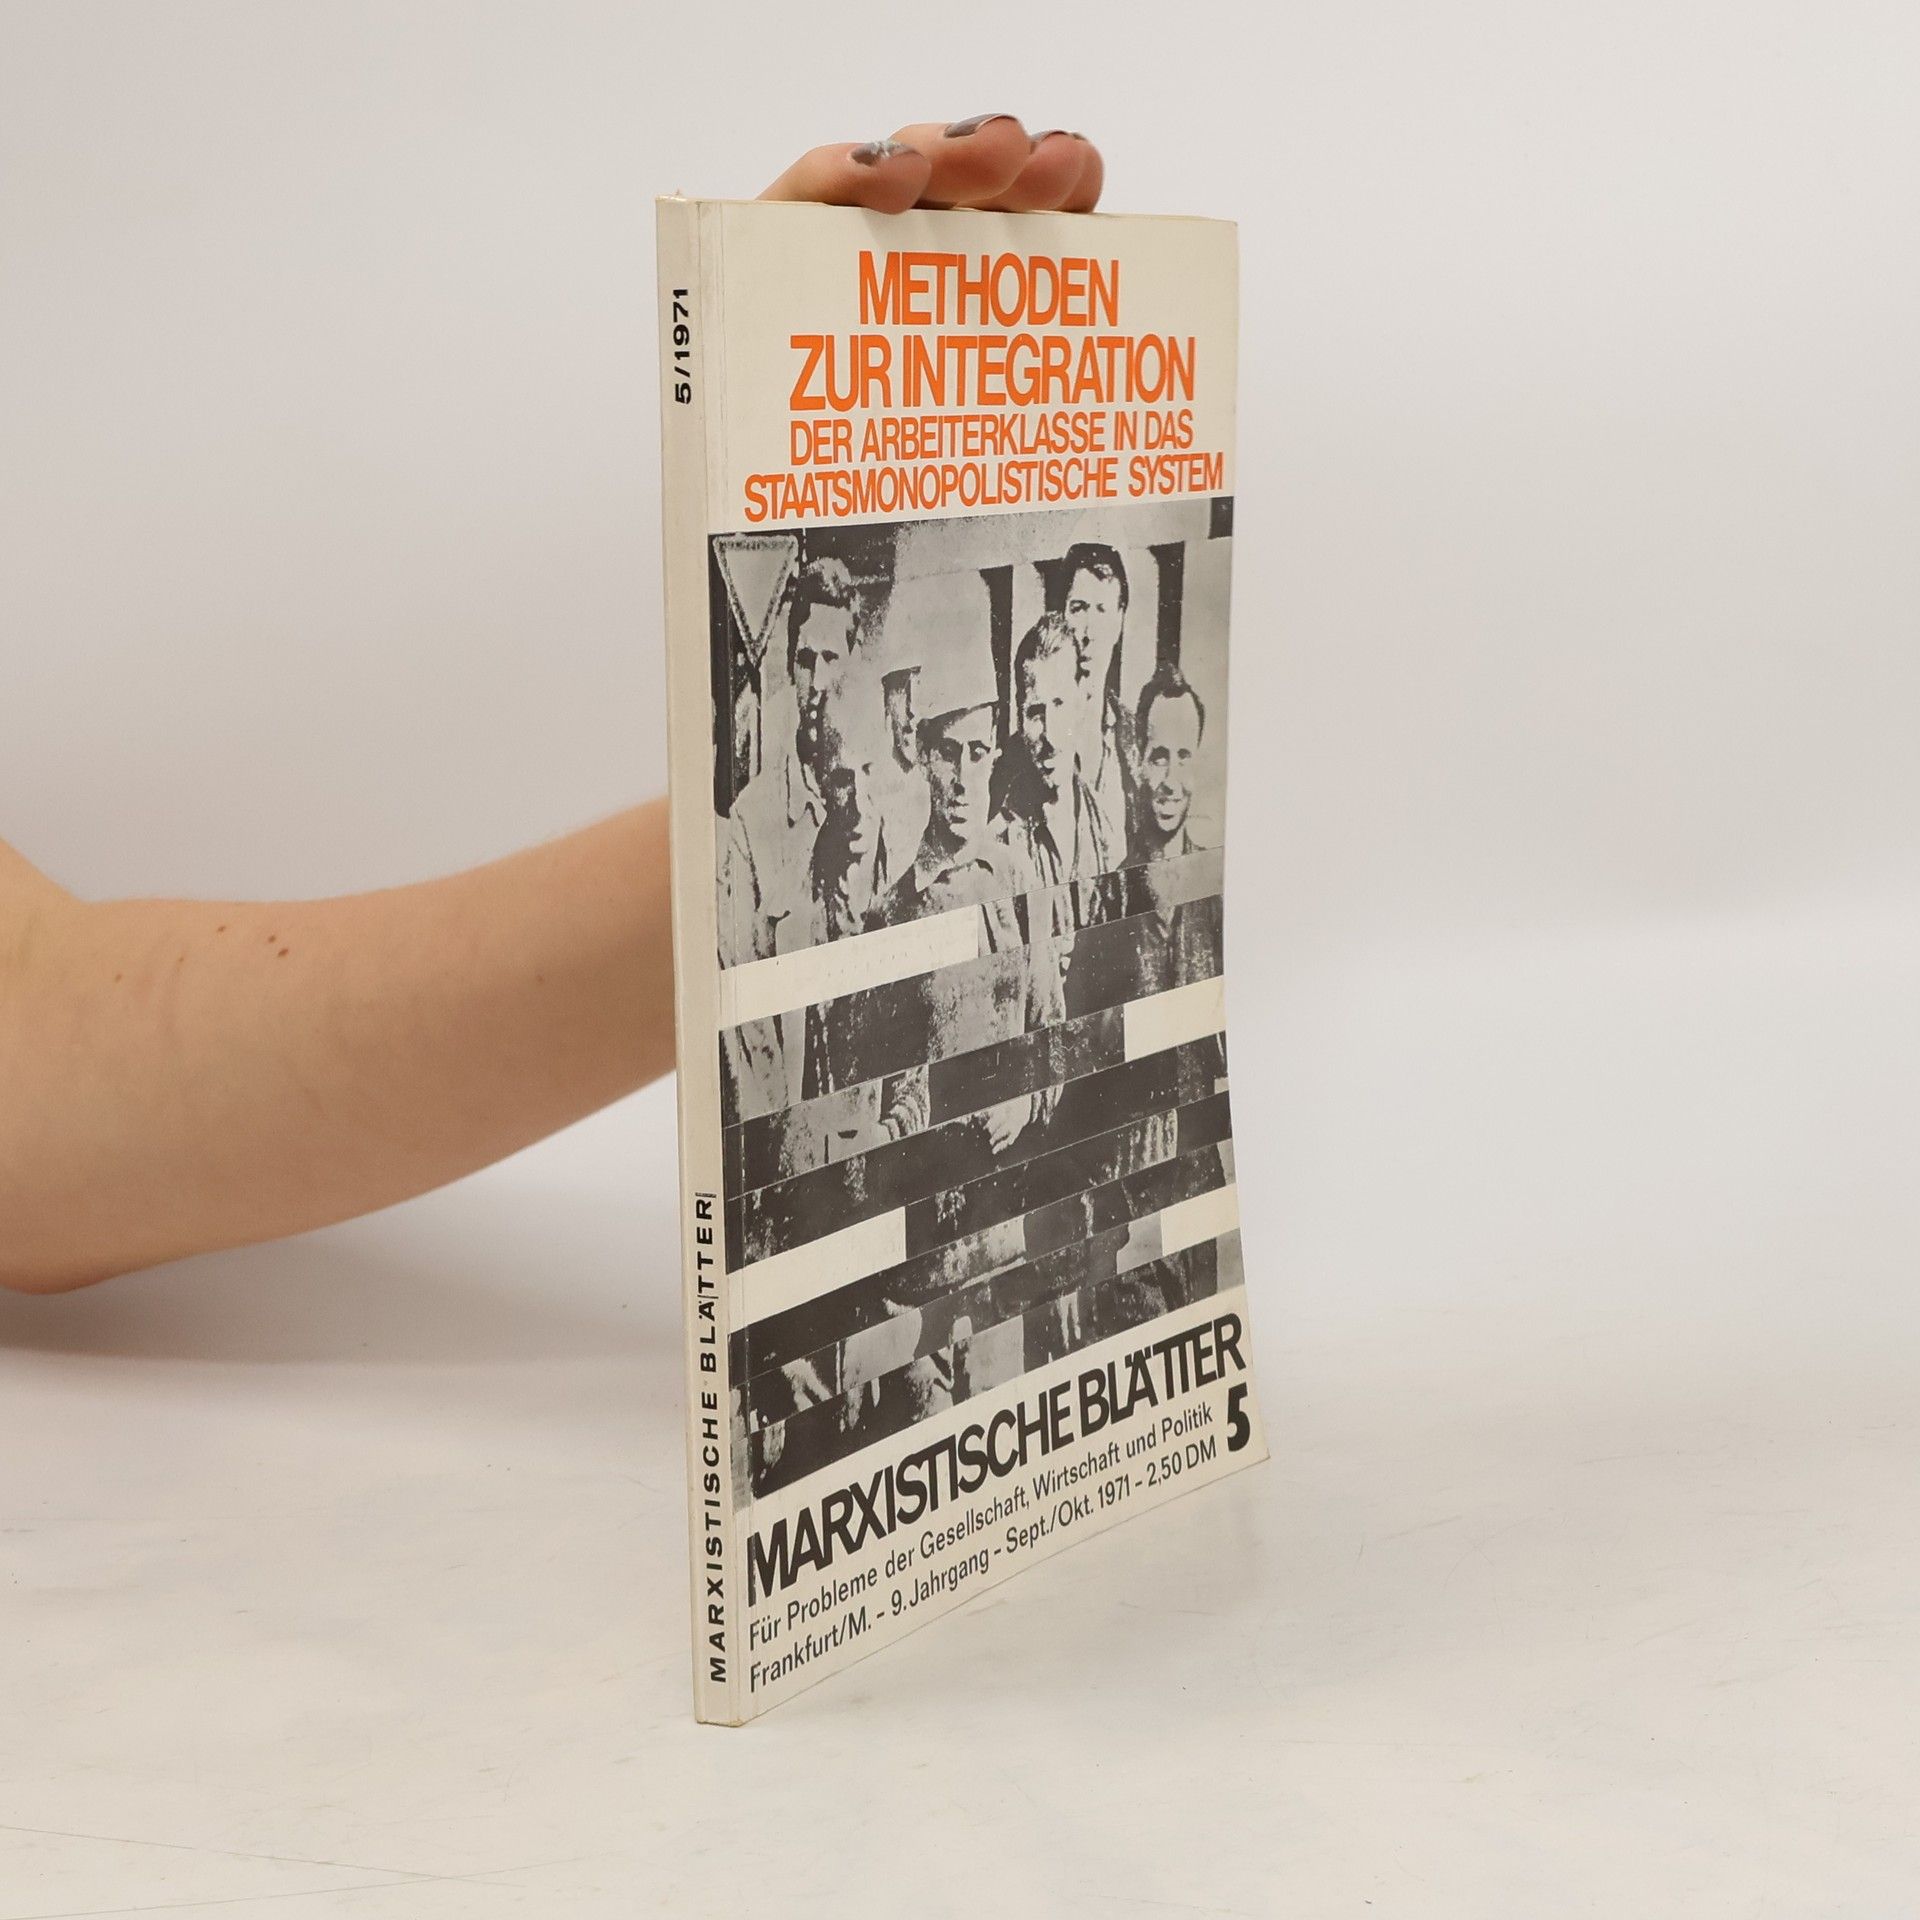 METHODEN
ZUR INTEGRATION
DER ARBEITERKLASSE IN DAS
STAATSMONOPOLISTISCHE SYSTEM
MARXISTISCHE BLÄTTER
5
Für Probleme der Gesellschaft, Wirtschaft und Politik
Frankfurt/M. - 9. Jahrgang - Sept./Okt. 1971 - 2,50 DM
5/1971
MARXISTISCHE BLÄTTER